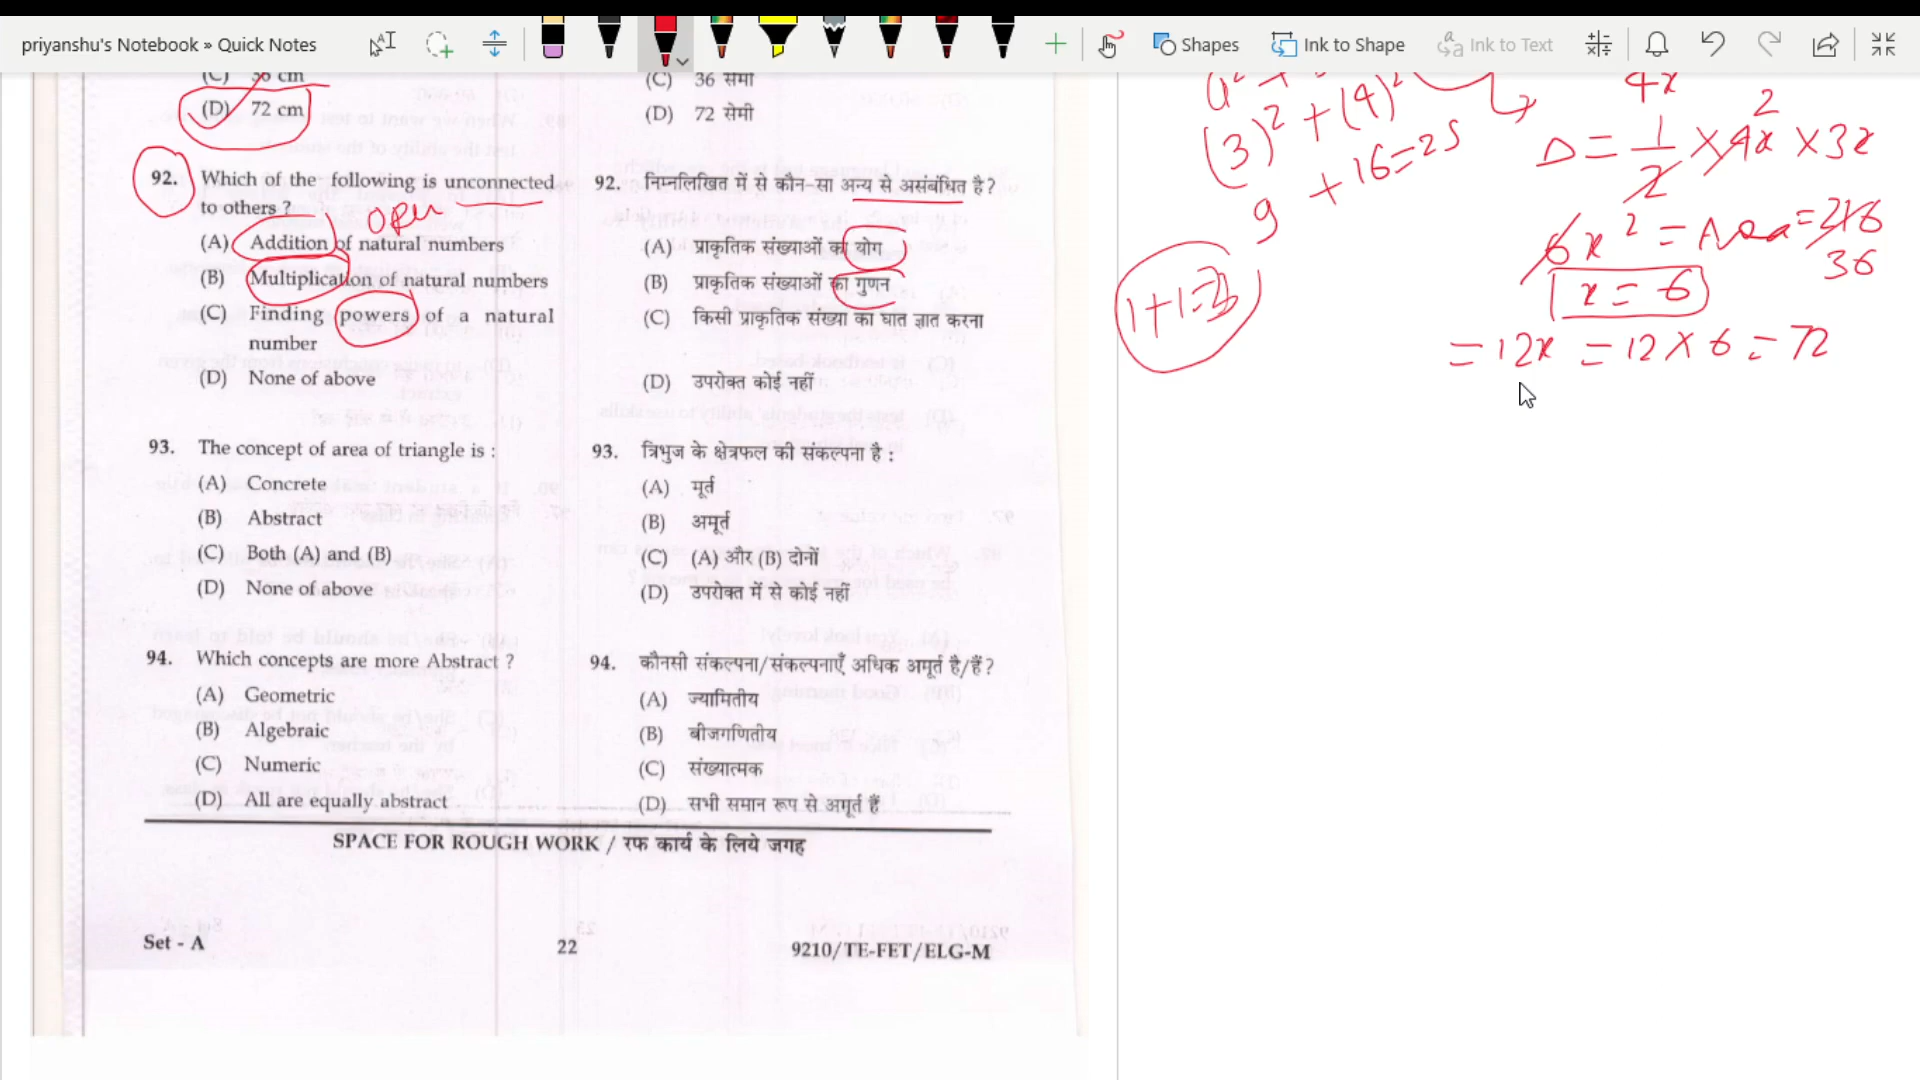 priyanshu's Notebook » Quick Notes
Shapes
Ink to Shape
Ink to Text
(C) 36 cm
(D) 72 cm
92. Which of the following is unconnected
to others ?
(A) Addition of natural numbers
(B) Multiplication of natural numbers
(C) Finding powers of a natural
number
(D) None of above
93. The concept of area of triangle is :
(A) Concrete
(B) Abstract
(C) Both (A) and (B)
(D) None of above
94. Which concepts are more Abstract ?
(A) Geometric
(B) Algebraic
(C) Numeric
(D) All are equally abstract
(C) 36 सेमी
(D) 72 सेमी
92. निम्नलिखित में से कौन-सा अन्य से असंबंधित है ?
(A) प्राकृतिक संख्याओं का योग
(B) प्राकृतिक संख्याओं का गुणन
(C) किसी प्राकृतिक संख्या का घात ज्ञात करना
(D) उपरोक्त कोई नहीं
93. त्रिभुज के क्षेत्रफल की संकल्पना है :
(A) मूर्त
(B) अमूर्त
(C) (A) और (B) दोनों
(D) उपरोक्त में से कोई नहीं
94. कौनसी संकल्पना/संकल्पनाएँ अधिक अमूर्त है/हैं ?
(A) ज्यामितीय
(B) बीजगणितीय
(C) संख्यात्मक
(D) सभी समान रूप से अमूर्त हैं
SPACE FOR ROUGH WORK / रफ कार्य के लिये जगह
Set - A
22
9210/TE-FET/ELG-M
(3)² + (4)²
9 + 16 = 25
4x
Δ = 1/2 × 4x × 3x
2
6x² = Area = 216
36
x = 6
= 12x = 12 × 6 = 72